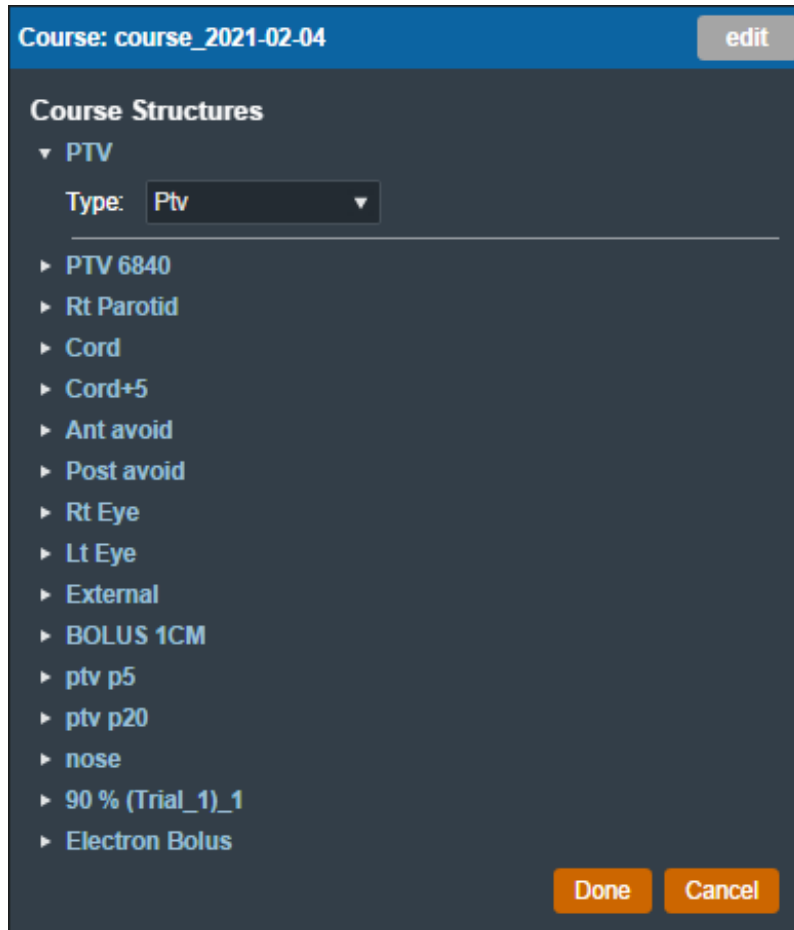 Course: course_2021-02-04 edit
Course Structures
PTV
Type: Ptv
PTV 6840
Rt Parotid
Cord
Cord+5
Ant avoid
Post avoid
Rt Eye
Lt Eye
External
BOLUS 1CM
ptv p5
ptv p20
nose
90 % (Trial_1)_1
Electron Bolus
Done Cancel